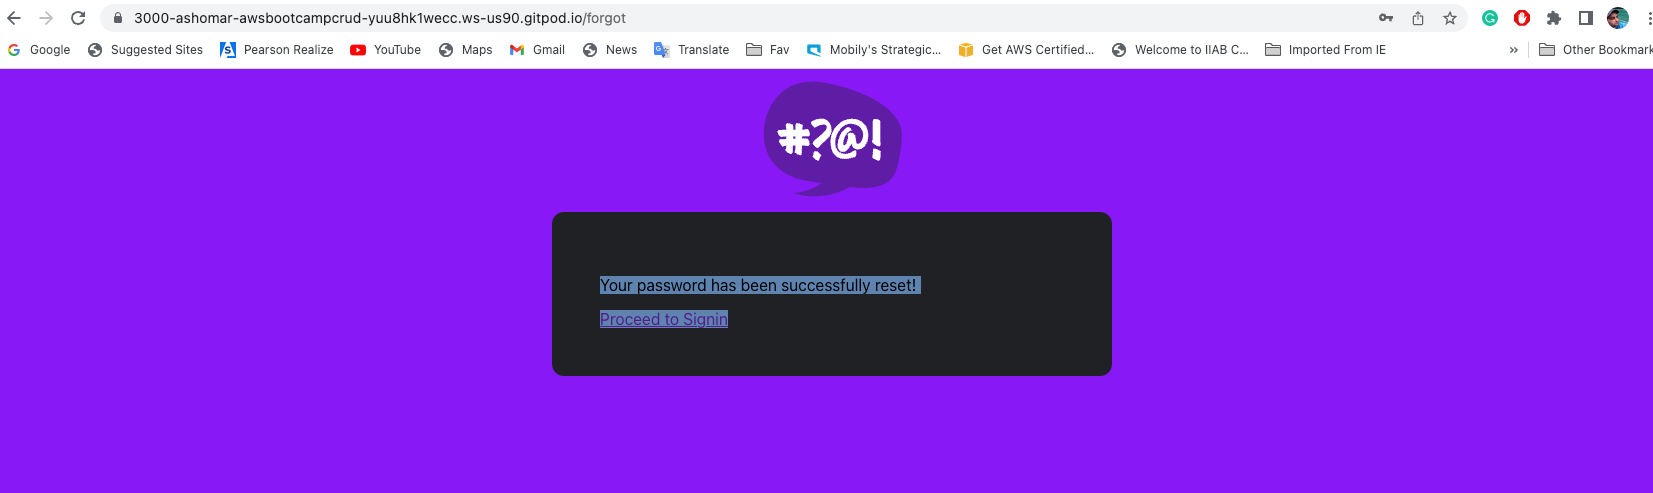 3000-ashomar-awsbootcampcrud-yuu8hk1wecc.ws-us90.gitpod.io/forgot
Google Suggested Sites Pearson Realize YouTube Maps Gmail News Translate Fav Mobily's Strategic... Get AWS Certified... Welcome to IIAB C... Imported From IE » Other Bookmark
#?@!
Your password has been successfully reset!
Proceed to Signin